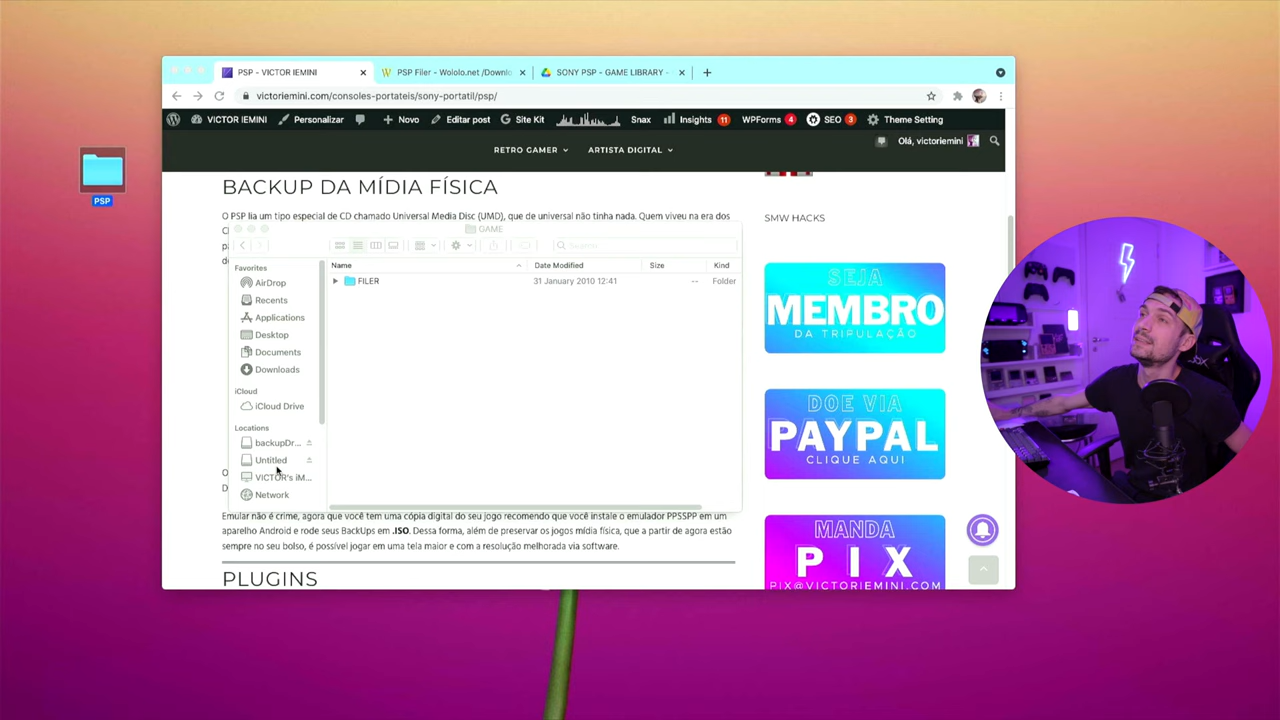 PSP - VICTOR IEMINI
PSP Filer - Wololo.net /Downlo
SONY PSP - GAME LIBRARY -
victoriemini.com/consoles-portateis/sony-portatil/psp/
VICTOR IEMINI
Personalizar
Novo
Editar post
Site Kit
Snax
Insights
11
WPForms
4
SEO
3
Theme Setting
RETRO GAMER
ARTISTA DIGITAL
Olá, victoriemini
PSP
BACKUP DA MÍDIA FÍSICA
O PSP lia um tipo especial de CD chamado Universal Media Disc (UMD), que de universal não tinha nada. Quem viveu na era dos
GAME
Name
Date Modified
Size
Kind
FILER
31 January 2010 12:41
--
Folder
Favorites
AirDrop
Recents
Applications
Desktop
Documents
Downloads
iCloud
iCloud Drive
Locations
backupDr...
Untitled
VICTOR's iM...
Network
Emular não é crime, agora que você tem uma cópia digital do seu jogo recomendo que você instale o emulador PPSSPP em um
aparelho Android e rode seus BackUps em .ISO. Dessa forma, além de preservar os jogos mídia física, que a partir de agora estão
sempre no seu bolso, é possível jogar em uma tela maior e com a resolução melhorada via software.
PLUGINS
SMW HACKS
SEJA
MEMBRO
DA TRIPULAÇÃO
DOE VIA
PAYPAL
CLIQUE AQUI
MANDA
PIX
PIX@VICTORIEMINI.COM